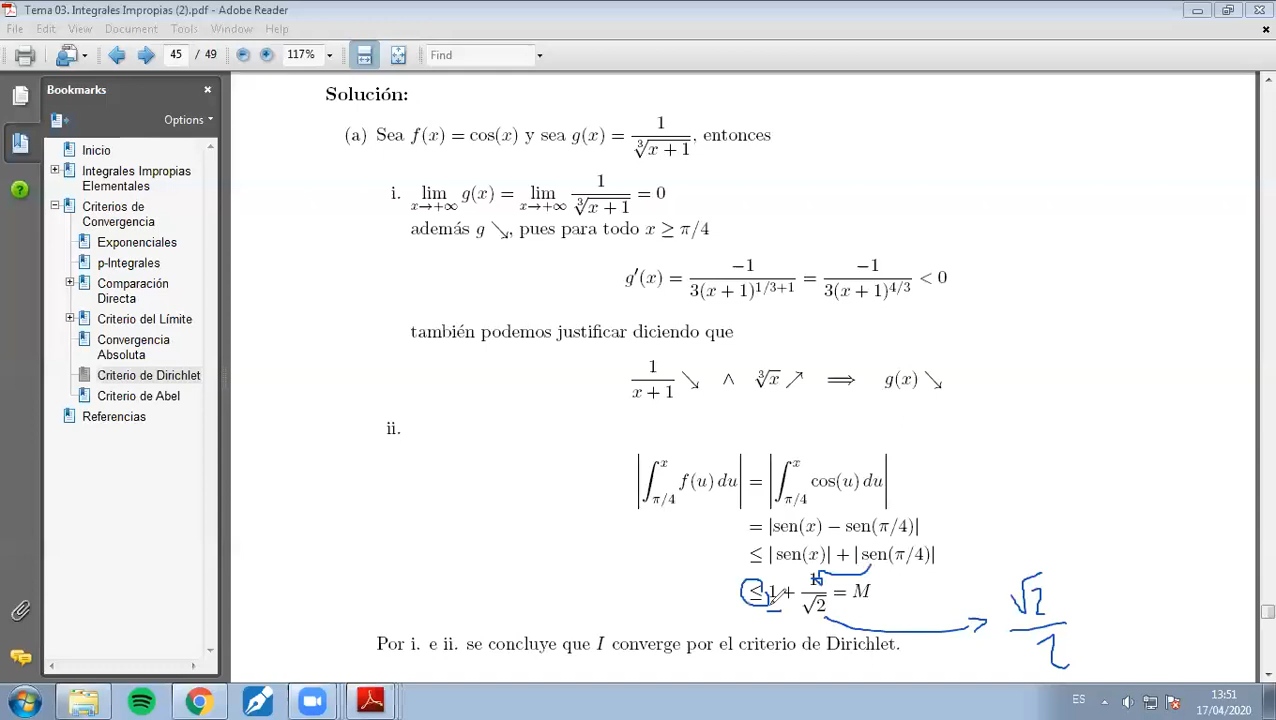 Tema 03. Integrales Impropias (2).pdf - Adobe Reader
File Edit View Document Tools Window Help
45 / 49 117% Find
Bookmarks
Options
Inicio
Integrales Impropias
Elementales
Criterios de
Convergencia
Exponenciales
p-Integrales
Comparación
Directa
Criterio del Límite
Convergencia
Absoluta
Criterio de Dirichlet
Criterio de Abel
Referencias
Solución:
(a) Sea f(x) = cos(x) y sea g(x) = 1/∛(x + 1), entonces
i. lim x→+∞ g(x) = lim x→+∞ 1/∛(x + 1) = 0
además g ↘, pues para todo x ≥ π/4
g′(x) = −1/(3(x + 1)^{1/3+1}) = −1/(3(x + 1)^{4/3}) < 0
también podemos justificar diciendo que
1/(x + 1) ↘ ∧ ∛x ↗ ⟹ g(x) ↘
ii.
|∫_{π/4}^{x} f(u) du| = |∫_{π/4}^{x} cos(u) du|
= |sen(x) − sen(π/4)|
≤ | sen(x)| + | sen(π/4)|
≤ 1 + 1/√2 = M
√2/2
Por i. e ii. se concluye que I converge por el criterio de Dirichlet.
ES
13:51
17/04/2020